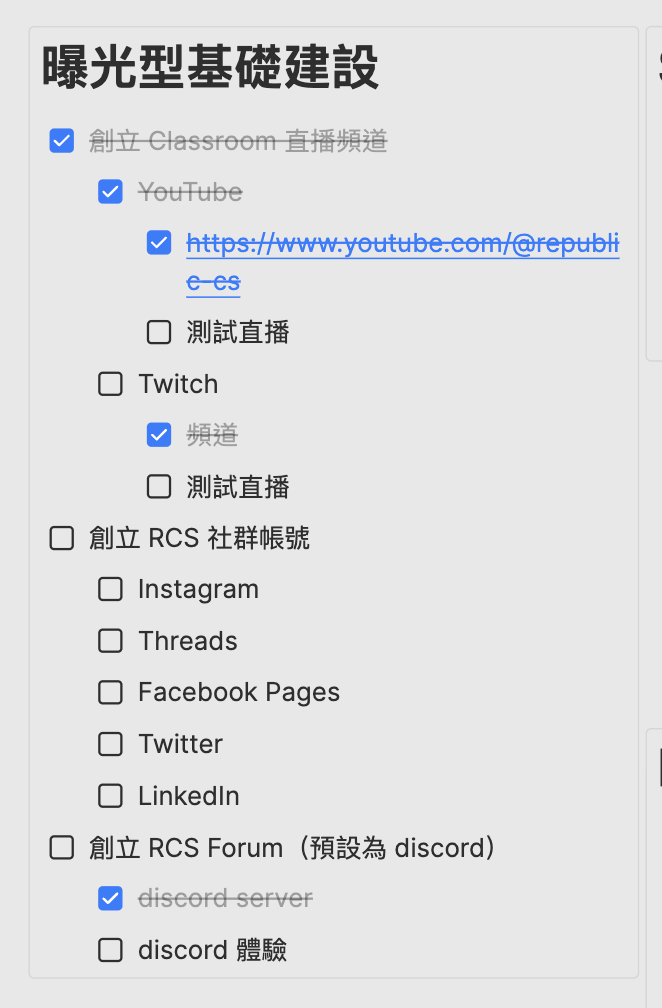 曝光型基礎建設
創立 Classroom 直播頻道
YouTube
https://www.youtube.com/@republi
c-cs
測試直播
Twitch
頻道
測試直播
創立 RCS 社群帳號
Instagram
Threads
Facebook Pages
Twitter
LinkedIn
創立 RCS Forum（預設為 discord）
discord server
discord 體驗